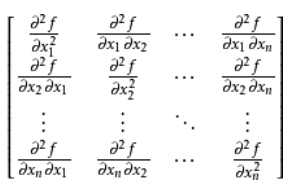 ∂²f/∂x₁² ∂²f/∂x₁∂x₂ ⋯ ∂²f/∂x₁∂xₙ
∂²f/∂x₂∂x₁ ∂²f/∂x₂² ⋯ ∂²f/∂x₂∂xₙ
⋮ ⋮ ⋱ ⋮
∂²f/∂xₙ∂x₁ ∂²f/∂xₙ∂x₂ ⋯ ∂²f/∂xₙ²